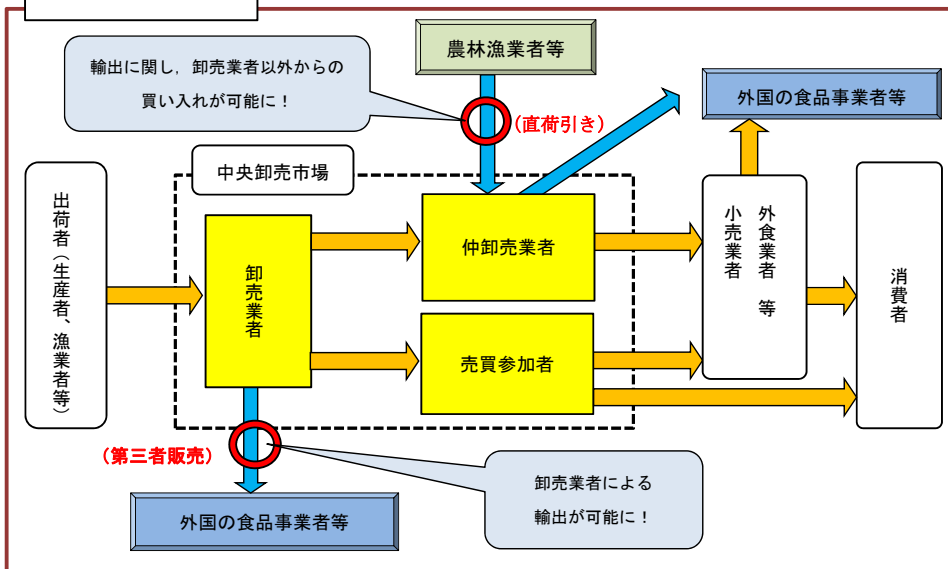 農林漁業者等
輸出に関し，卸売業者以外からの
買い入れが可能に！
(直荷引き)
外国の食品事業者等
中央卸売市場
出荷者（生産者、漁業者等）
卸売業者
仲卸売業者
売買参加者
外食業者　等
小売業者
消費者
（第三者販売）
卸売業者による
輸出が可能に！
外国の食品事業者等